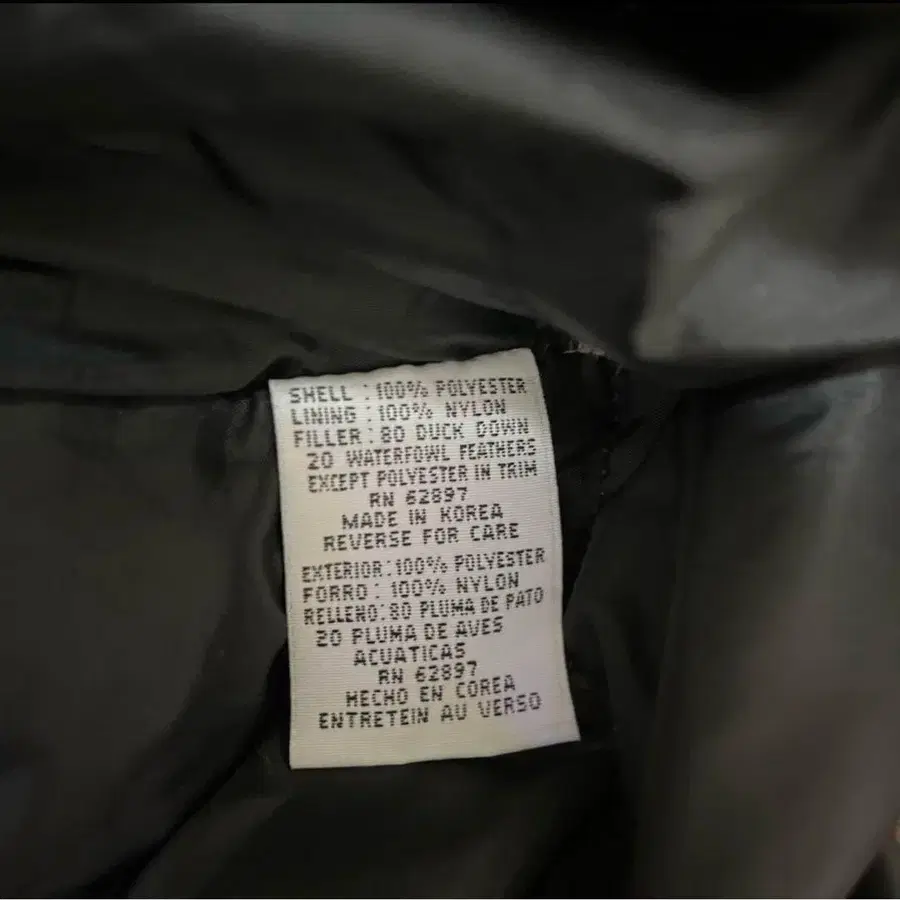 SHELL : 100% POLYESTER
LINING : 100% NYLON
FILLER : 80 DUCK DOWN
20 WATERFOWL FEATHERS
EXCEPT POLYESTER IN TRIM
RN 62897
MADE IN KOREA
REVERSE FOR CARE
EXTERIOR : 100% POLYESTER
FORRO : 100% NYLON
RELLENO : 80 PLUMA DE PATO
20 PLUMA DE AVES
ACUATICAS
RN 62897
HECHO EN COREA
ENTRETEIN AU VERSO